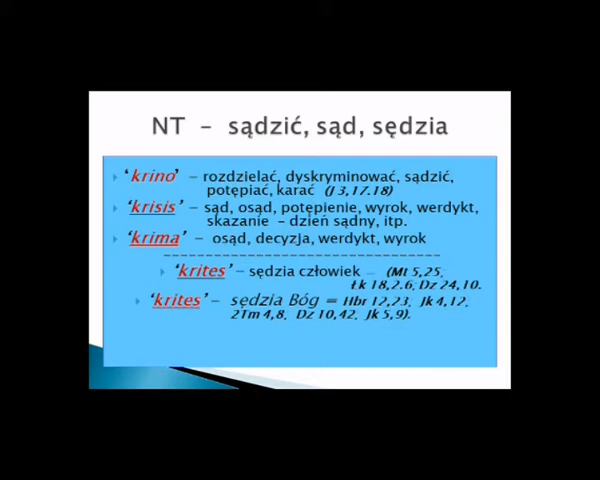 NT – sądzić, sąd, sędzia
‘krino’ – rozdzielać, dyskryminować, sądzić,
potępiać, karać (J 3,17.18)
‘krisis’ – sąd, osąd, potępienie, wyrok, werdykt,
skazanie – dzień sądny, itp.
‘krima’ – osąd, decyzja, werdykt, wyrok
--------------------------------------------
‘krites’ – sędzia człowiek – (Mt 5,25,
Łk 18,2.6; Dz 24,10.
‘krites’ – sędzia Bóg = Hbr 12,23, Jk 4,12,
2Tm 4,8, Dz 10,42, Jk 5,9).